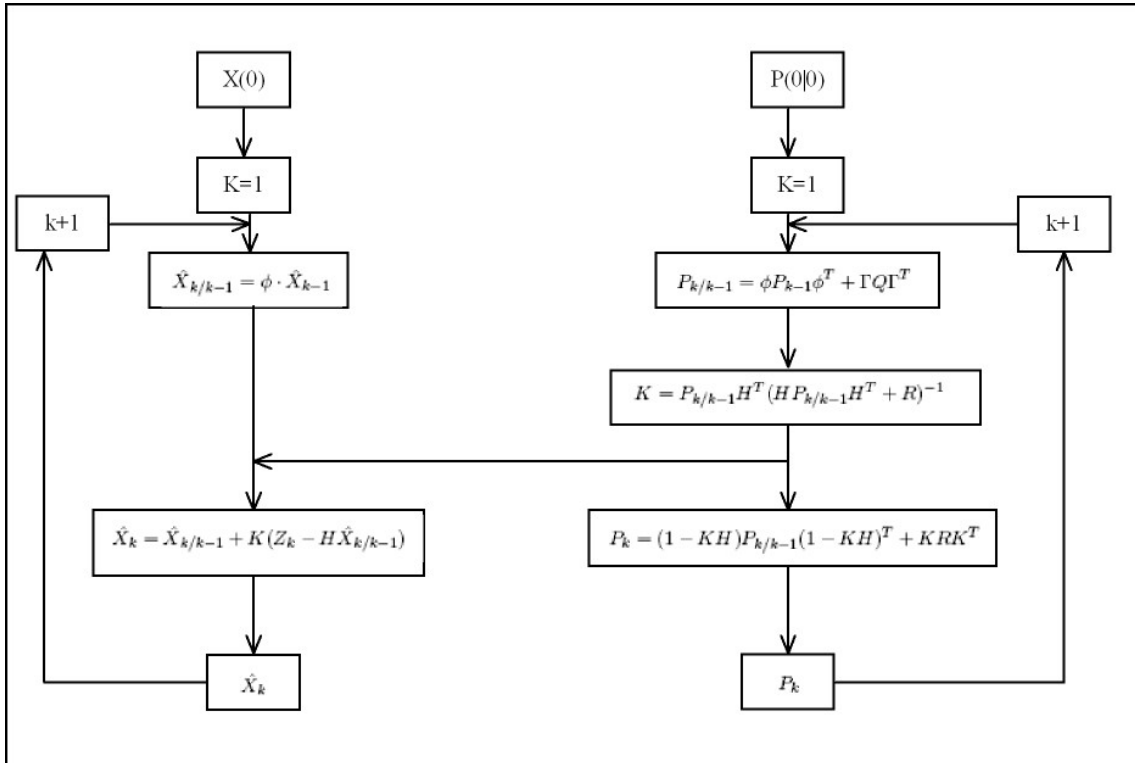 X(0)
P(0|0)
K=1
K=1
k+1
k+1
$\hat{X}_{k/k-1} = \phi \cdot \hat{X}_{k-1}$
$P_{k/k-1} = \phi P_{k-1} \phi^T + \Gamma Q \Gamma^T$
$K = P_{k/k-1} H^T (H P_{k/k-1} H^T + R)^{-1}$
$\hat{X}_k = \hat{X}_{k/k-1} + K(Z_k - H \hat{X}_{k/k-1})$
$P_k = (1 - KH) P_{k/k-1} (1 - KH)^T + KRK^T$
$\hat{X}_k$
$P_k$